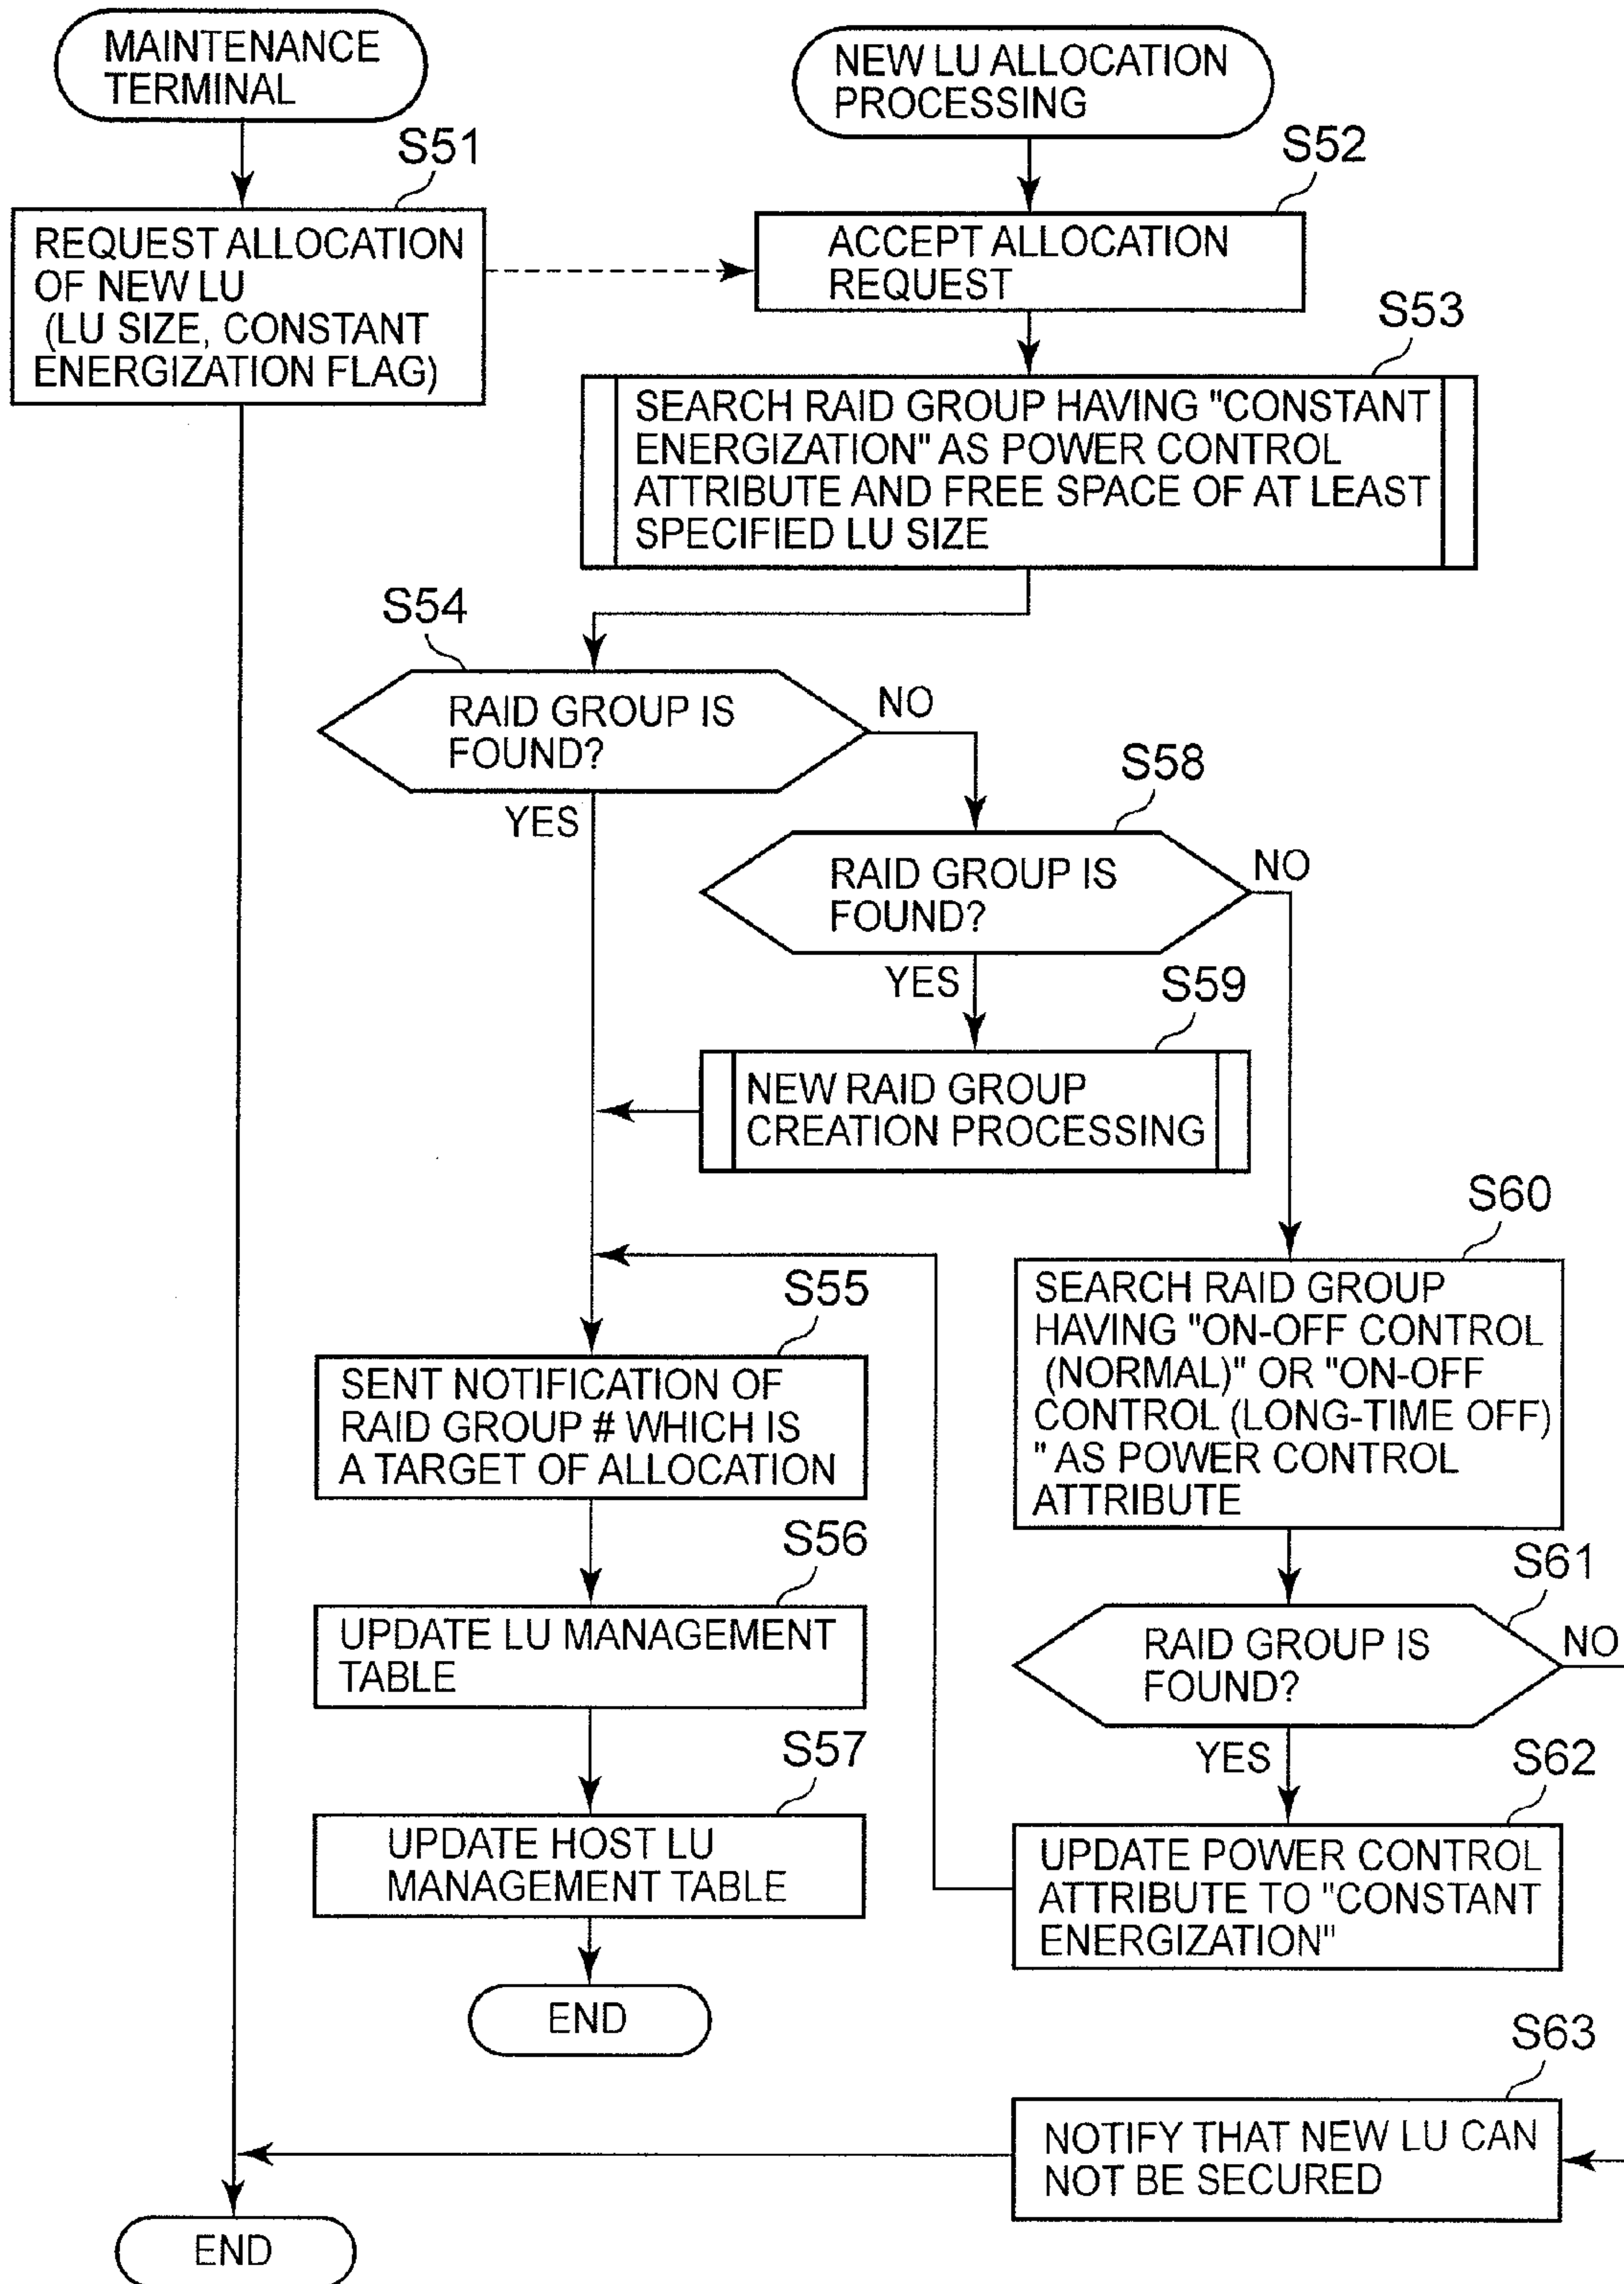 MAINTENANCE
TERMINAL
NEW LU ALLOCATION
PROCESSING
S51
S52
REQUEST ALLOCATION
OF NEW LU
(LU SIZE, CONSTANT
ENERGIZATION FLAG)
ACCEPT ALLOCATION
REQUEST
S53
SEARCH RAID GROUP HAVING "CONSTANT
ENERGIZATION" AS POWER CONTROL
ATTRIBUTE AND FREE SPACE OF AT LEAST
SPECIFIED LU SIZE
S54
RAID GROUP IS
FOUND?
NO
YES
S58
RAID GROUP IS
FOUND?
NO
YES
S59
NEW RAID GROUP
CREATION PROCESSING
S60
SEARCH RAID GROUP
HAVING "ON-OFF CONTROL
(NORMAL)" OR "ON-OFF
CONTROL (LONG-TIME OFF)
" AS POWER CONTROL
ATTRIBUTE
S55
SENT NOTIFICATION OF
RAID GROUP # WHICH IS
A TARGET OF ALLOCATION
S56
UPDATE LU MANAGEMENT
TABLE
S61
RAID GROUP IS
FOUND?
NO
YES
S57
UPDATE HOST LU
MANAGEMENT TABLE
END
S62
UPDATE POWER CONTROL
ATTRIBUTE TO "CONSTANT
ENERGIZATION"
S63
NOTIFY THAT NEW LU CAN
NOT BE SECURED
END